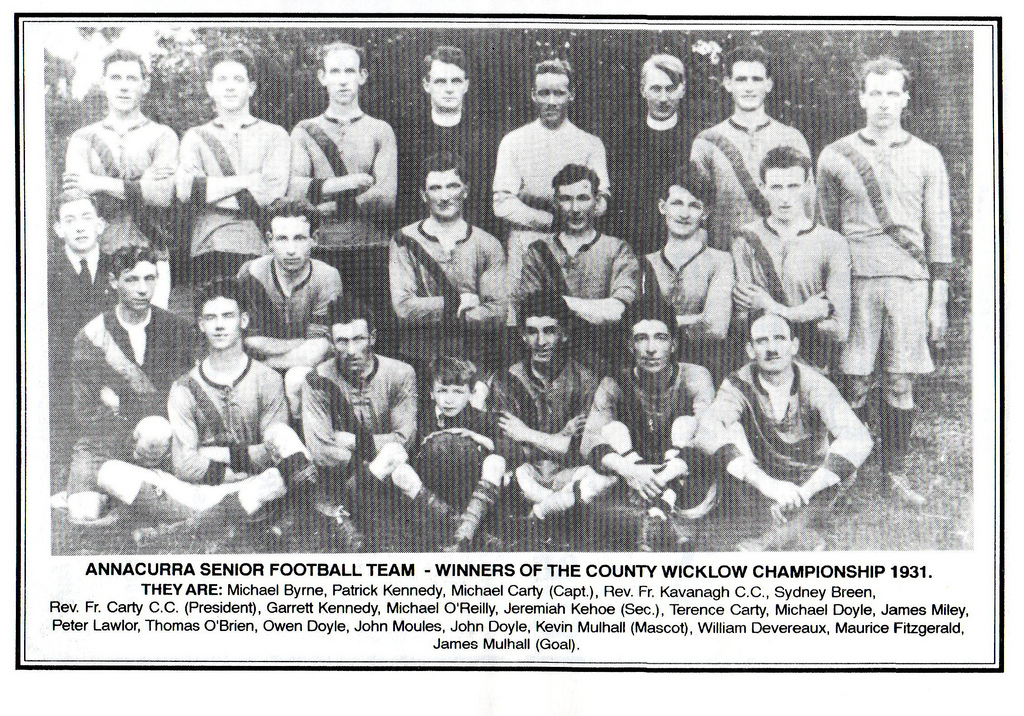 ANNACURRA SENIOR FOOTBALL TEAM - WINNERS OF THE COUNTY WICKLOW CHAMPIONSHIP 1931.
THEY ARE: Michael Byrne, Patrick Kennedy, Michael Carty (Capt.), Rev. Fr. Kavanagh C.C., Sydney Breen,
Rev. Fr. Carty C.C. (President), Garrett Kennedy, Michael O'Reilly, Jeremiah Kehoe (Sec.), Terence Carty, Michael Doyle, James Miley,
Peter Lawlor, Thomas O'Brien, Owen Doyle, John Moules, John Doyle, Kevin Mulhall (Mascot), William Devereaux, Maurice Fitzgerald,
James Mulhall (Goal).